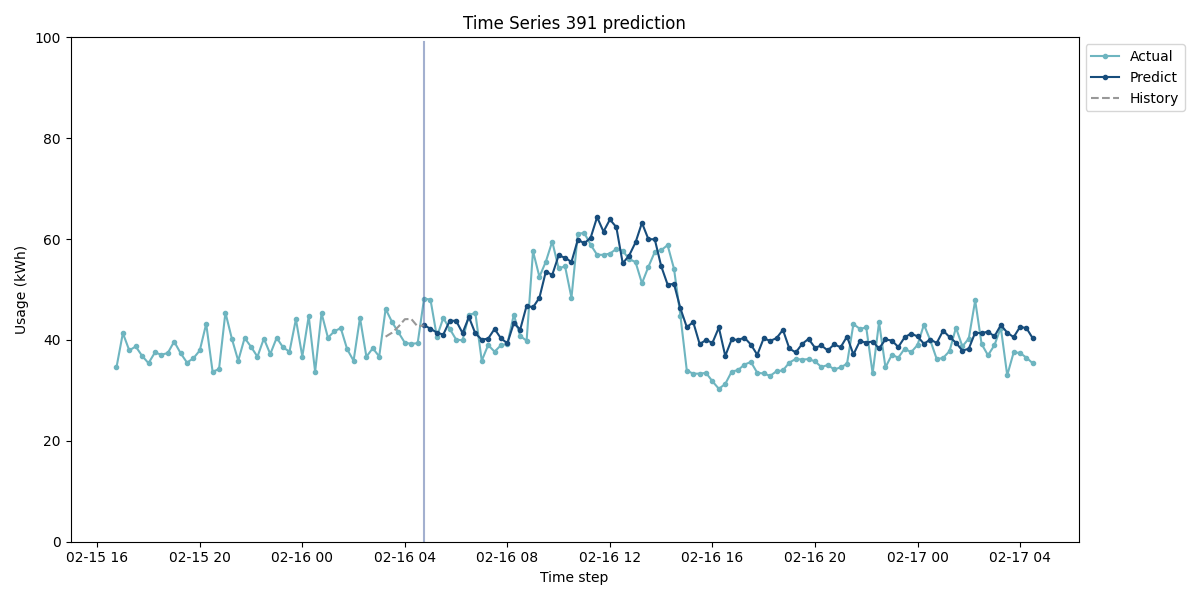 Time Series 391 prediction
100
80
60
40
20
0
Usage (kWh)
02-15 16 02-15 20 02-16 00 02-16 04 02-16 08 02-16 12 02-16 16 02-16 20 02-17 00 02-17 04
Time step
Actual
Predict
History